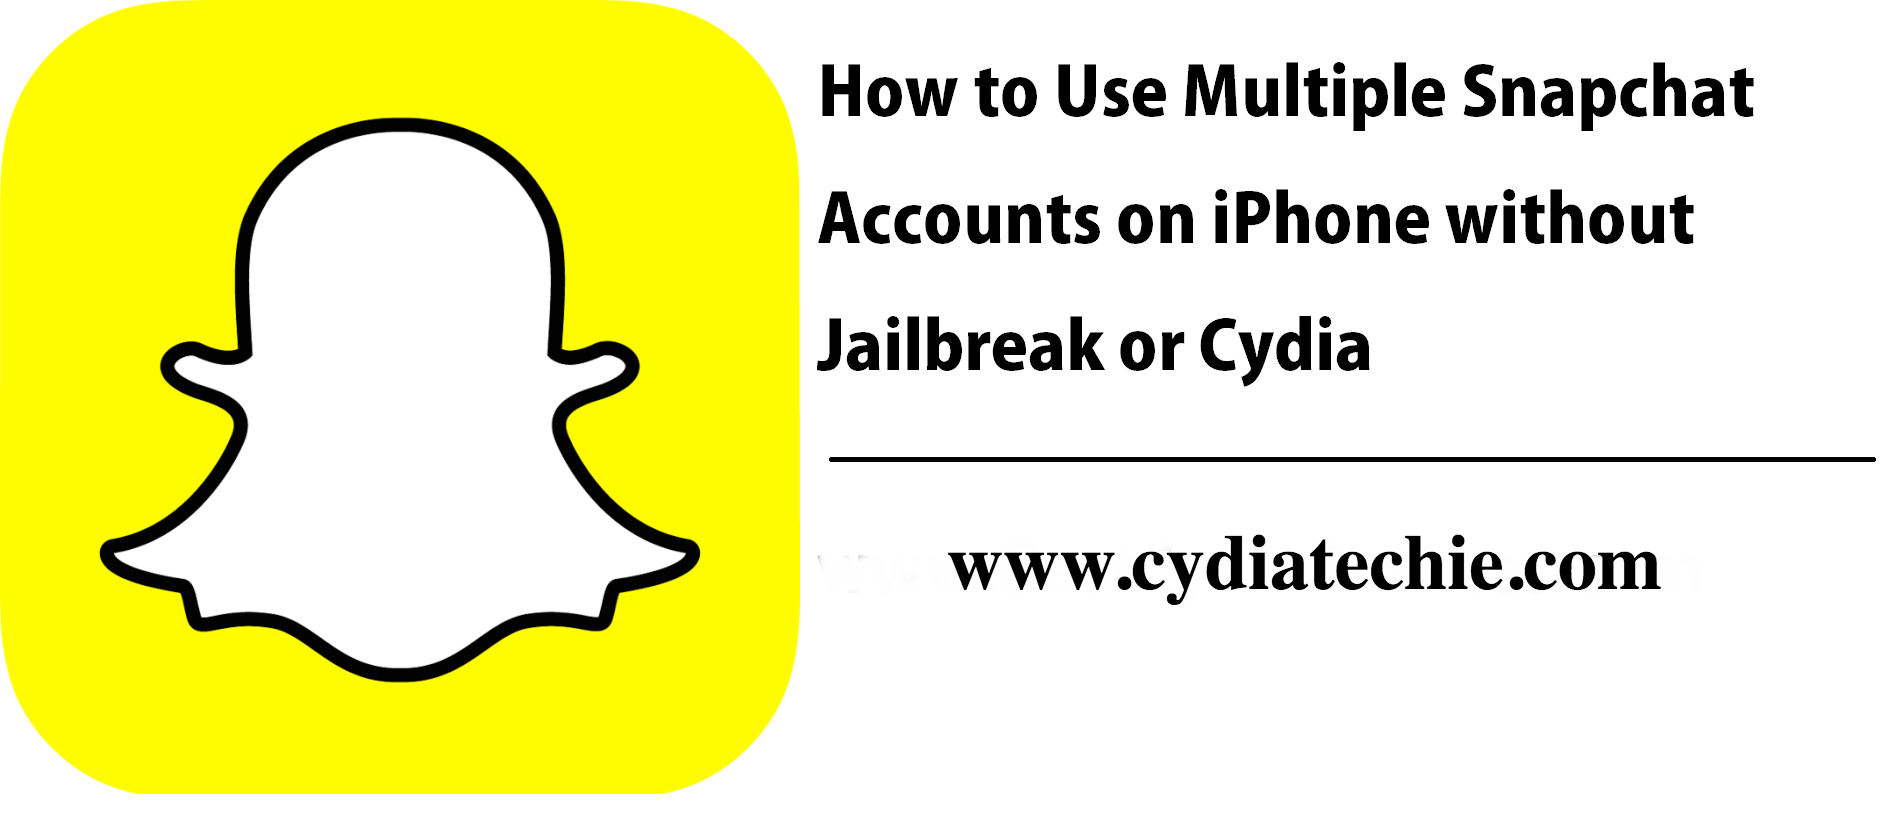 How to Use Multiple Snapchat
Accounts on iPhone without
Jailbreak or Cydia
www.cydiatechie.com